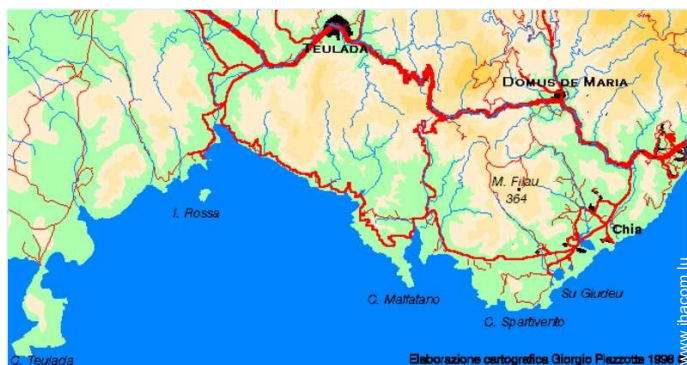 TEULADA
DOMUS DE MARIA
M. Filau
364
I. Rossa
Chia
C. Malfatano
Su Giudeu
C. Spartivento
C. Teulada
Elaborazione cartografica Giorgio Piazzotta 1998
www.ibacom.lu